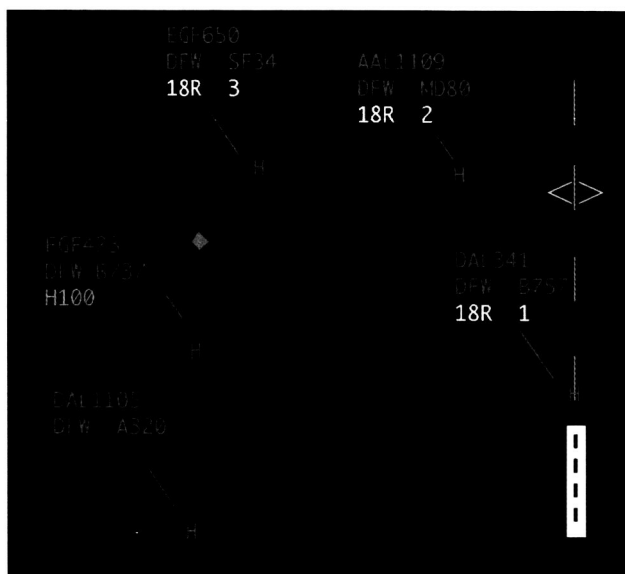 EGF650
DFW SF34
18R 3
H
AAL1109
DFW MD80
18R 2
H
DFW
H100
H
DAL341
DFW B757
18R 1
H
DFW A320
H